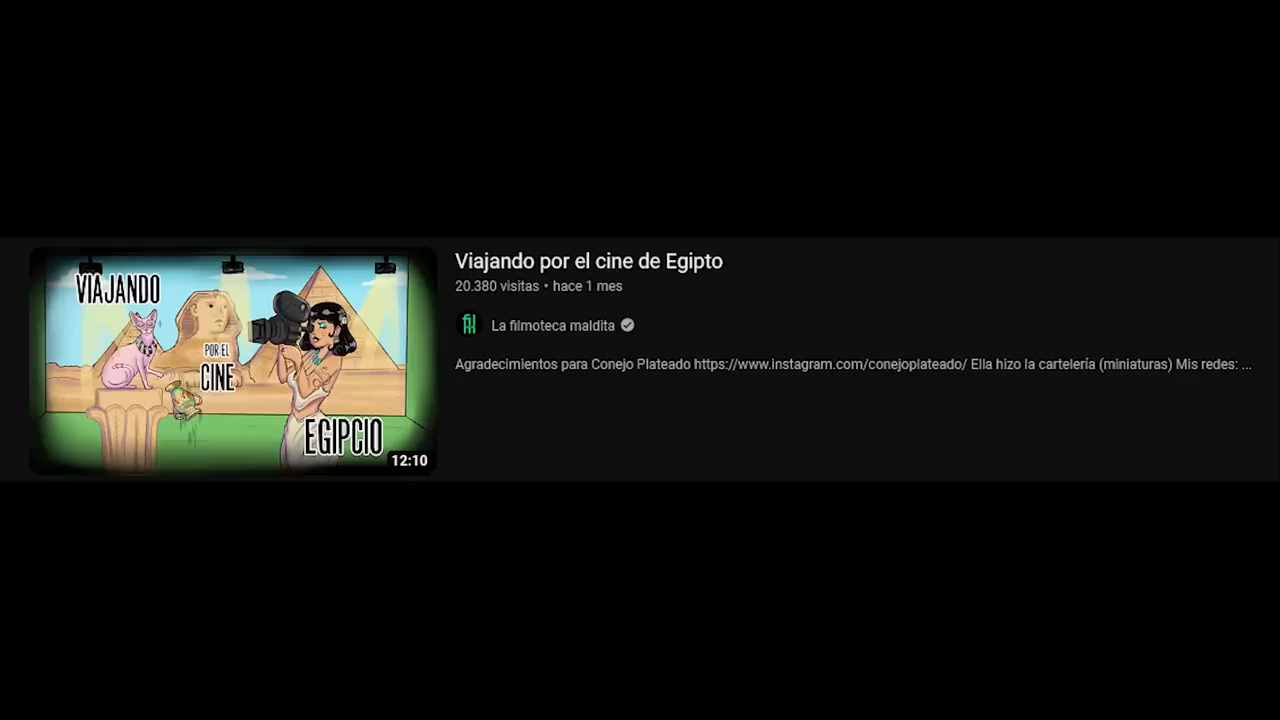 VIAJANDO
POR EL
CINE
EGIPCIO
12:10
Viajando por el cine de Egipto
20.380 visitas • hace 1 mes
La filmoteca maldita
Agradecimientos para Conejo Plateado https://www.instagram.com/conejoplateado/ Ella hizo la cartelería (miniaturas) Mis redes: ...